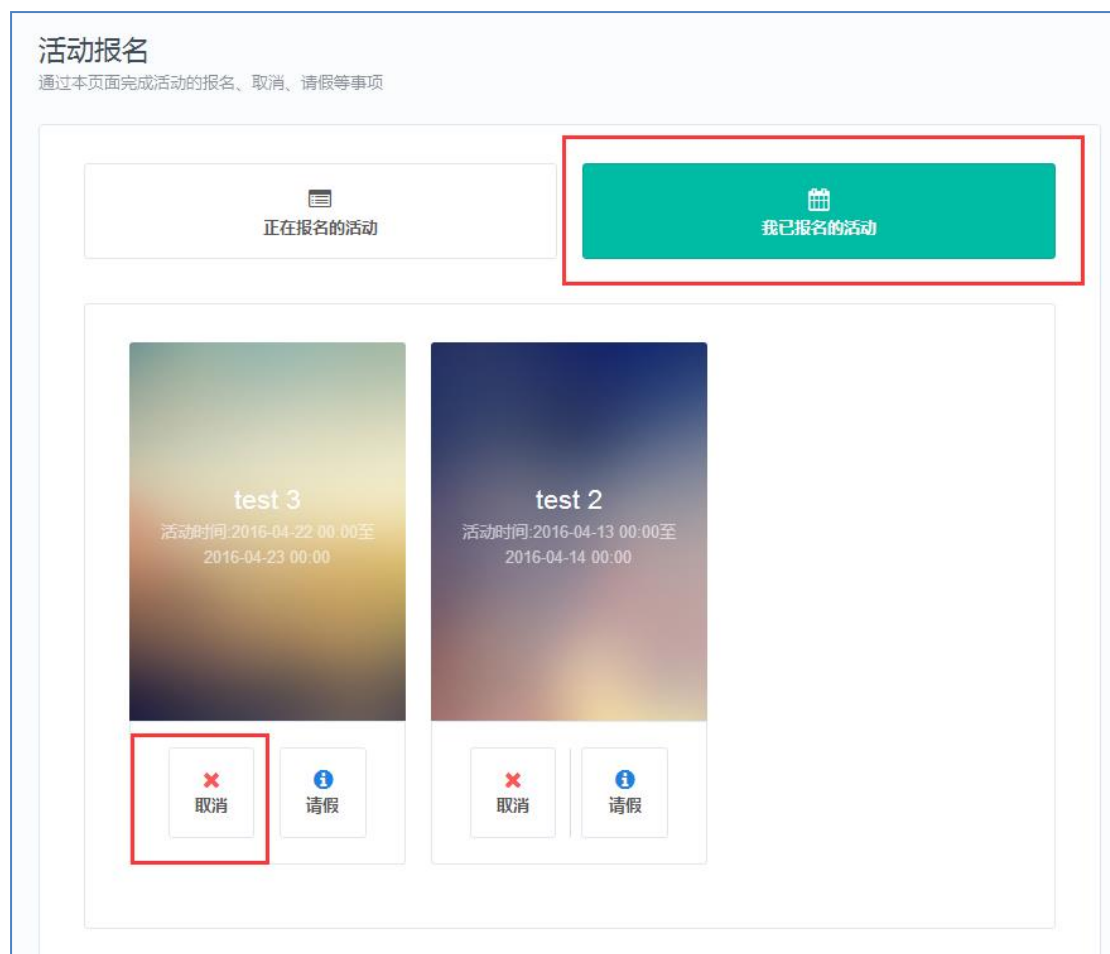 活动报名
通过本页面完成活动的报名、取消、请假等事项
正在报名的活动
我已报名的活动
test 3
活动时间:2016-04-22 00:00至
2016-04-23 00:00
test 2
活动时间:2016-04-13 00:00至
2016-04-14 00:00
取消
请假
取消
请假